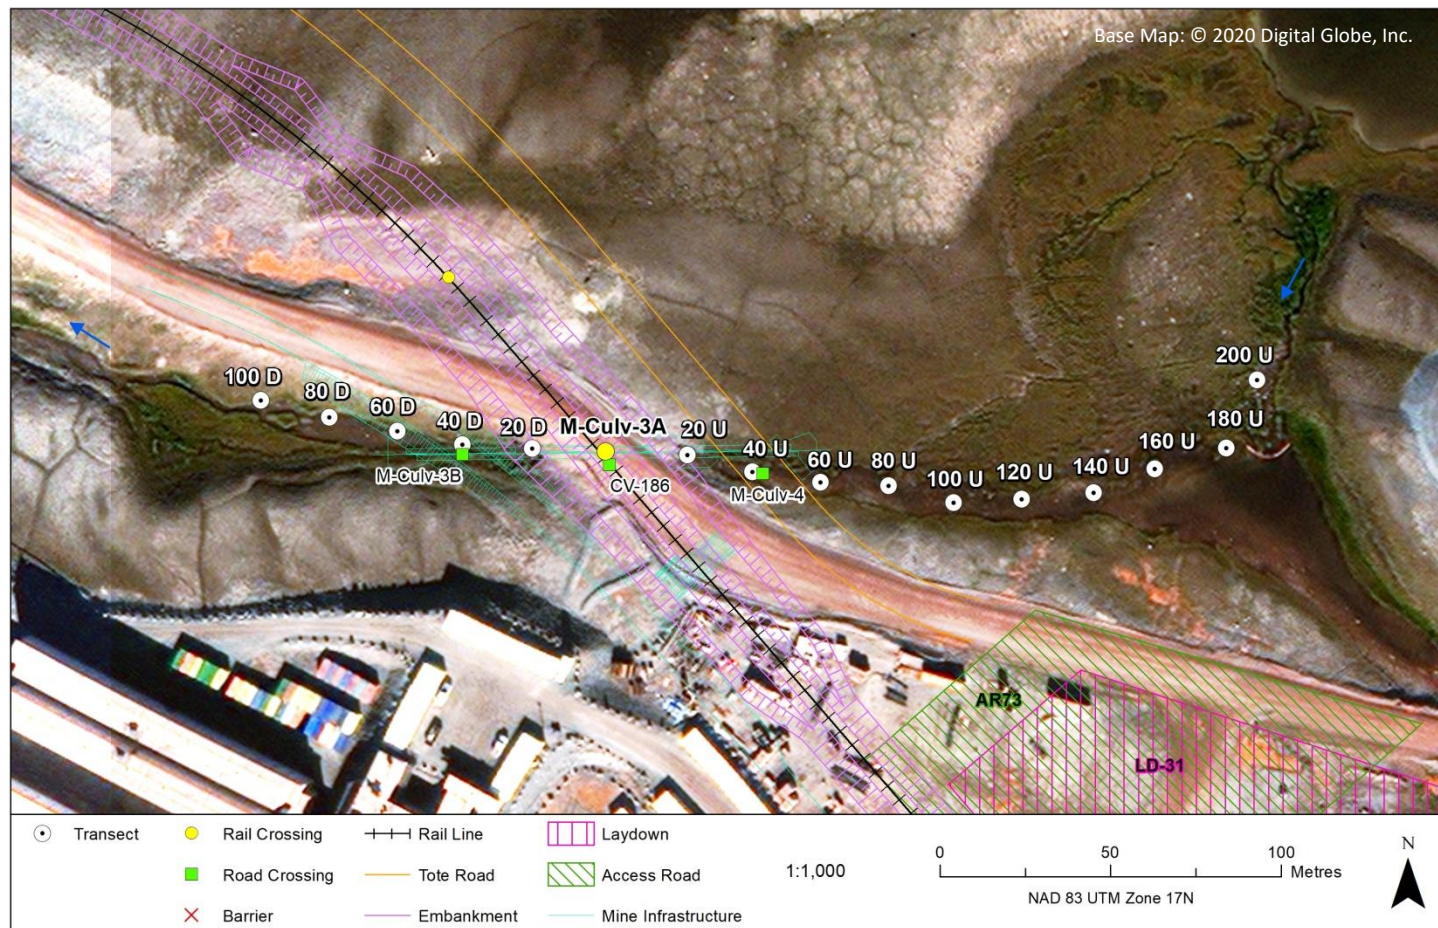 Base Map: © 2020 Digital Globe, Inc.
200 U
180 U
160 U
140 U
120 U
100 U
80 U
60 U
40 U
20 U
M-Culv-3A
20 D
40 D
60 D
80 D
100 D
M-Culv-3B
CV-186
M-Culv-4
AR73
LD-31
Transect
Rail Crossing
Rail Line
Laydown
Road Crossing
Tote Road
Access Road
Barrier
Embankment
Mine Infrastructure
1:1,000
0 50 100
Metres
NAD 83 UTM Zone 17N
N